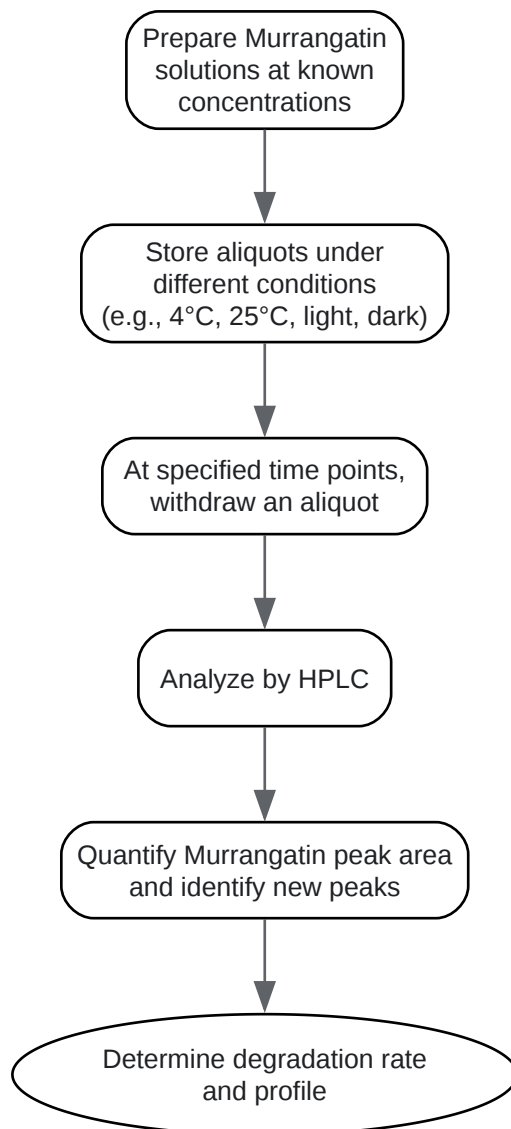 Prepare Murrangatin
solutions at known
concentrations
Store aliquots under
different conditions
(e.g., 4°C, 25°C, light, dark)
At specified time points,
withdraw an aliquot
Analyze by HPLC
Quantify Murrangatin peak area
and identify new peaks
Determine degradation rate
and profile